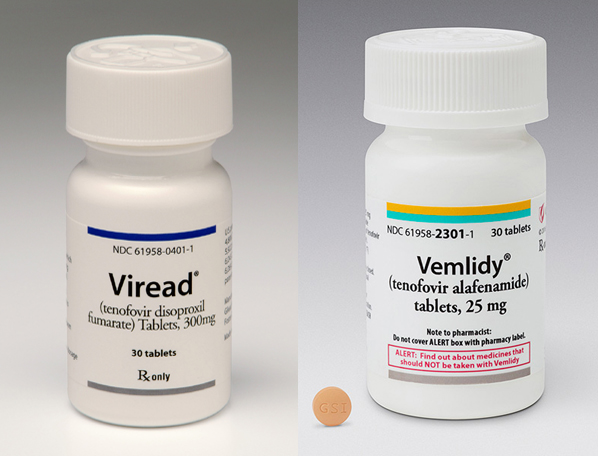 NDC 61958-0401-1
Viread®
(tenofovir disoproxil
fumarate) Tablets, 300mg
30 tablets
Rx only
NDC 61958-2301-1 30 tablets
Vemlidy®
(tenofovir alafenamide)
tablets, 25 mg
Note to pharmacist:
Do not cover ALERT box with pharmacy label.
ALERT: Find out about medicines that
should NOT be taken with Vemlidy
GSI